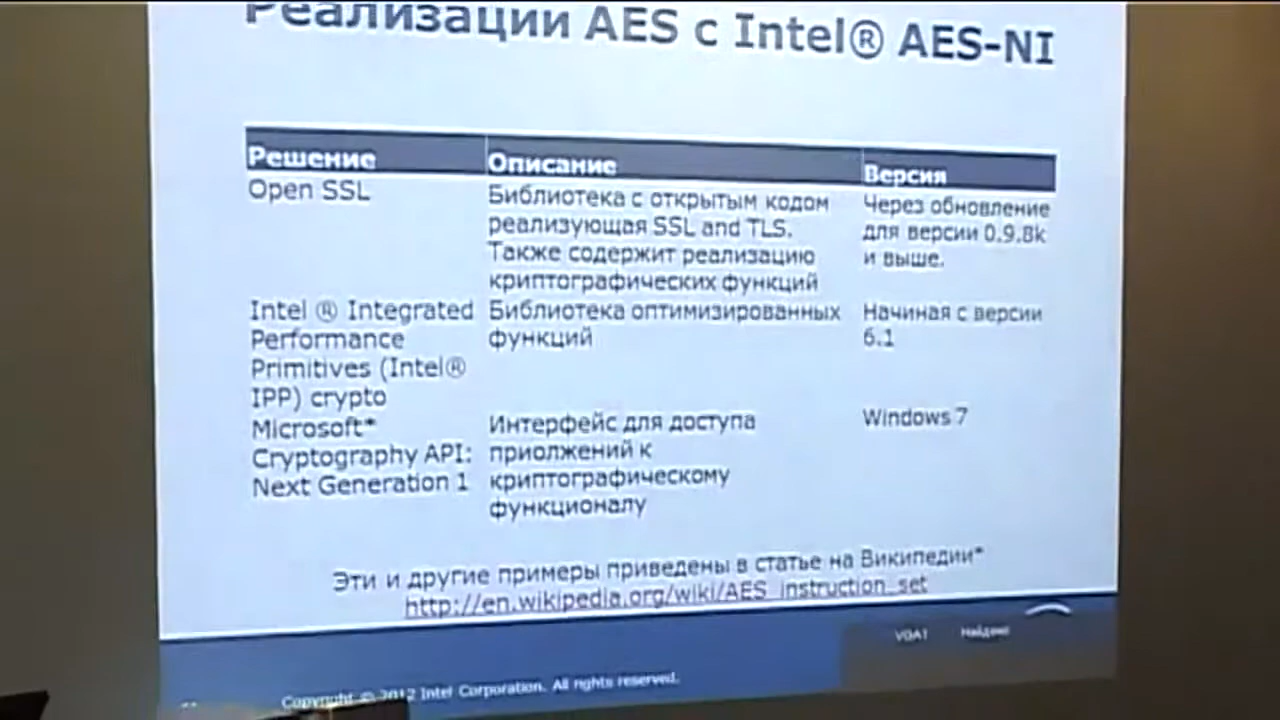 Реализации AES с Intel® AES-NI
Решение
Описание
Версия
Open SSL
Библиотека с открытым кодом
реализующая SSL and TLS.
Также содержит реализацию
криптографических функций
Через обновление
для версии 0.9.8k
и выше.
Intel ® Integrated
Performance
Primitives (Intel®
IPP) crypto
Библиотека оптимизированных
функций
Начиная с версии
6.1
Microsoft*
Cryptography API:
Next Generation 1
Интерфейс для доступа
приолжений к
криптографическому
функционалу
Windows 7
Эти и другие примеры приведены в статье на Википедии*
http://en.wikipedia.org/wiki/AES_instruction_set
VGA1
Найдено
Copyright © 2012 Intel Corporation. All rights reserved.